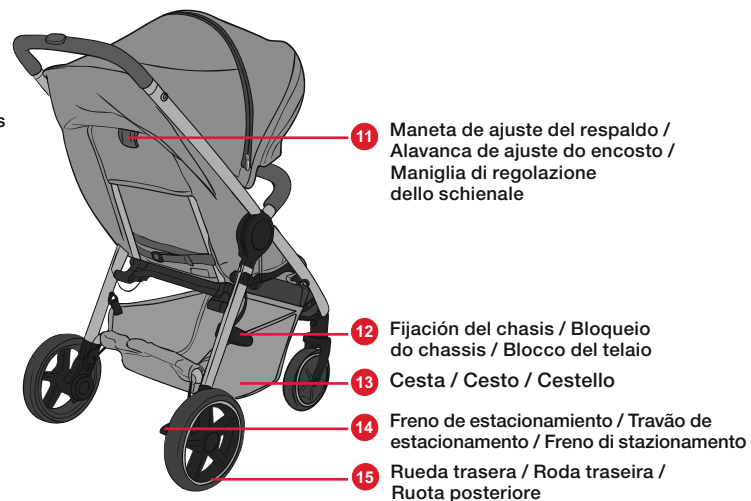 s
11 Maneta de ajuste del respaldo /
Alavanca de ajuste do encosto /
Maniglia di regolazione
dello schienale
12 Fijación del chasis / Bloqueio
do chassis / Blocco del telaio
13 Cesta / Cesto / Cestello
14 Freno de estacionamiento / Travão de
estacionamento / Freno di stazionamento
15 Rueda trasera / Roda traseira /
Ruota posteriore